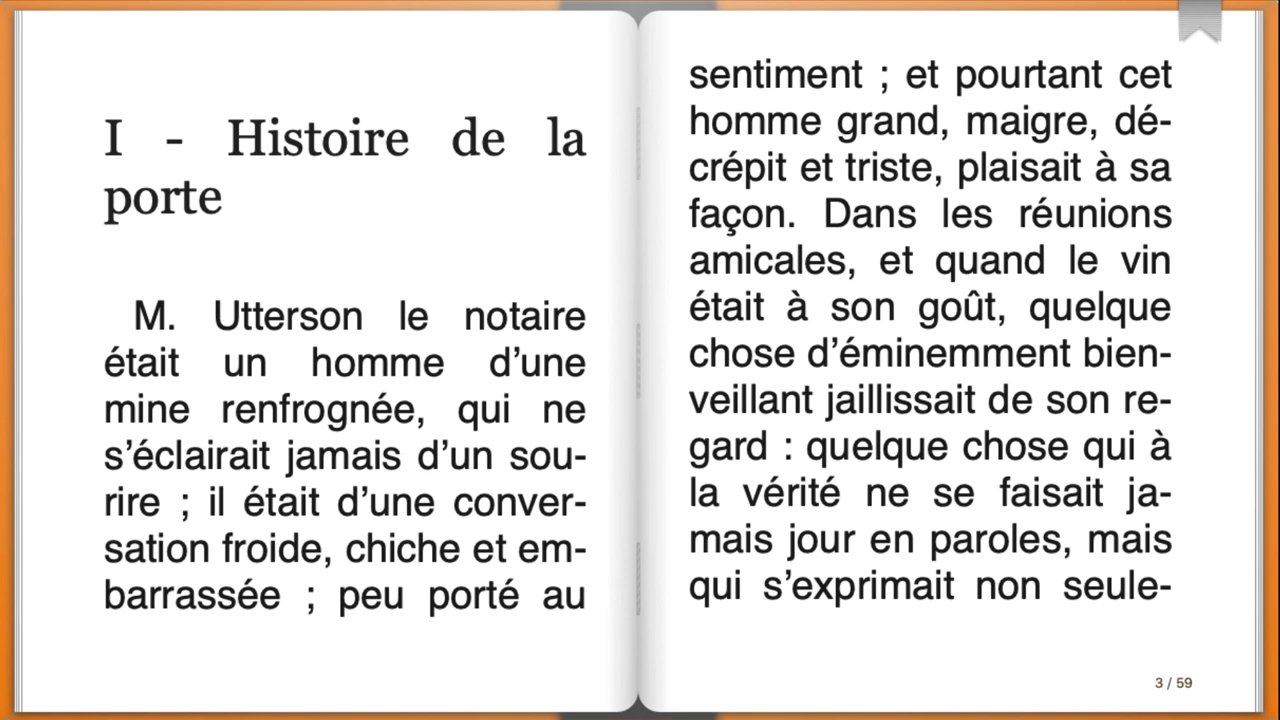 I - Histoire de la
porte
M. Utterson le notaire
était un homme d’une
mine renfrognée, qui ne
s’éclairait jamais d’un sou-
rire ; il était d’une conver-
sation froide, chiche et em-
barrassée ; peu porté au
sentiment ; et pourtant cet
homme grand, maigre, dé-
crépit et triste, plaisait à sa
façon. Dans les réunions
amicales, et quand le vin
était à son goût, quelque
chose d’éminemment bien-
veillant jaillissait de son re-
gard : quelque chose qui à
la vérité ne se faisait ja-
mais jour en paroles, mais
qui s’exprimait non seule-
3 / 59